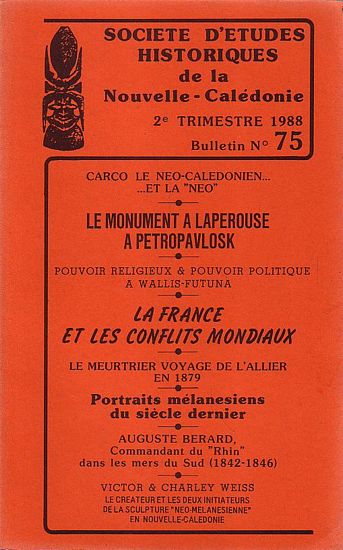 SOCIETE D'ETUDES
HISTORIQUES
de la
Nouvelle-Calédonie
2e TRIMESTRE 1988
Bulletin No 75
CARCO LE NEO-CALEDONIEN...
...ET LA "NEO"
LE MONUMENT A LAPEROUSE
A PETROPAVLOSK
POUVOIR RELIGIEUX & POUVOIR POLITIQUE
A WALLIS-FUTUNA
LA FRANCE
ET LES CONFLITS MONDIAUX
LE MEURTRIER VOYAGE DE L'ALLIER
EN 1879
Portraits mélanesiens
du siècle dernier
AUGUSTE BERARD,
Commandant du "Rhin"
dans les mers du Sud (1842-1846)
VICTOR & CHARLEY WEISS
LE CREATEUR ET LES DEUX INITIATEURS
DE LA SCULPTURE "NEO-MELANESIENNE"
EN NOUVELLE-CALEDONIE